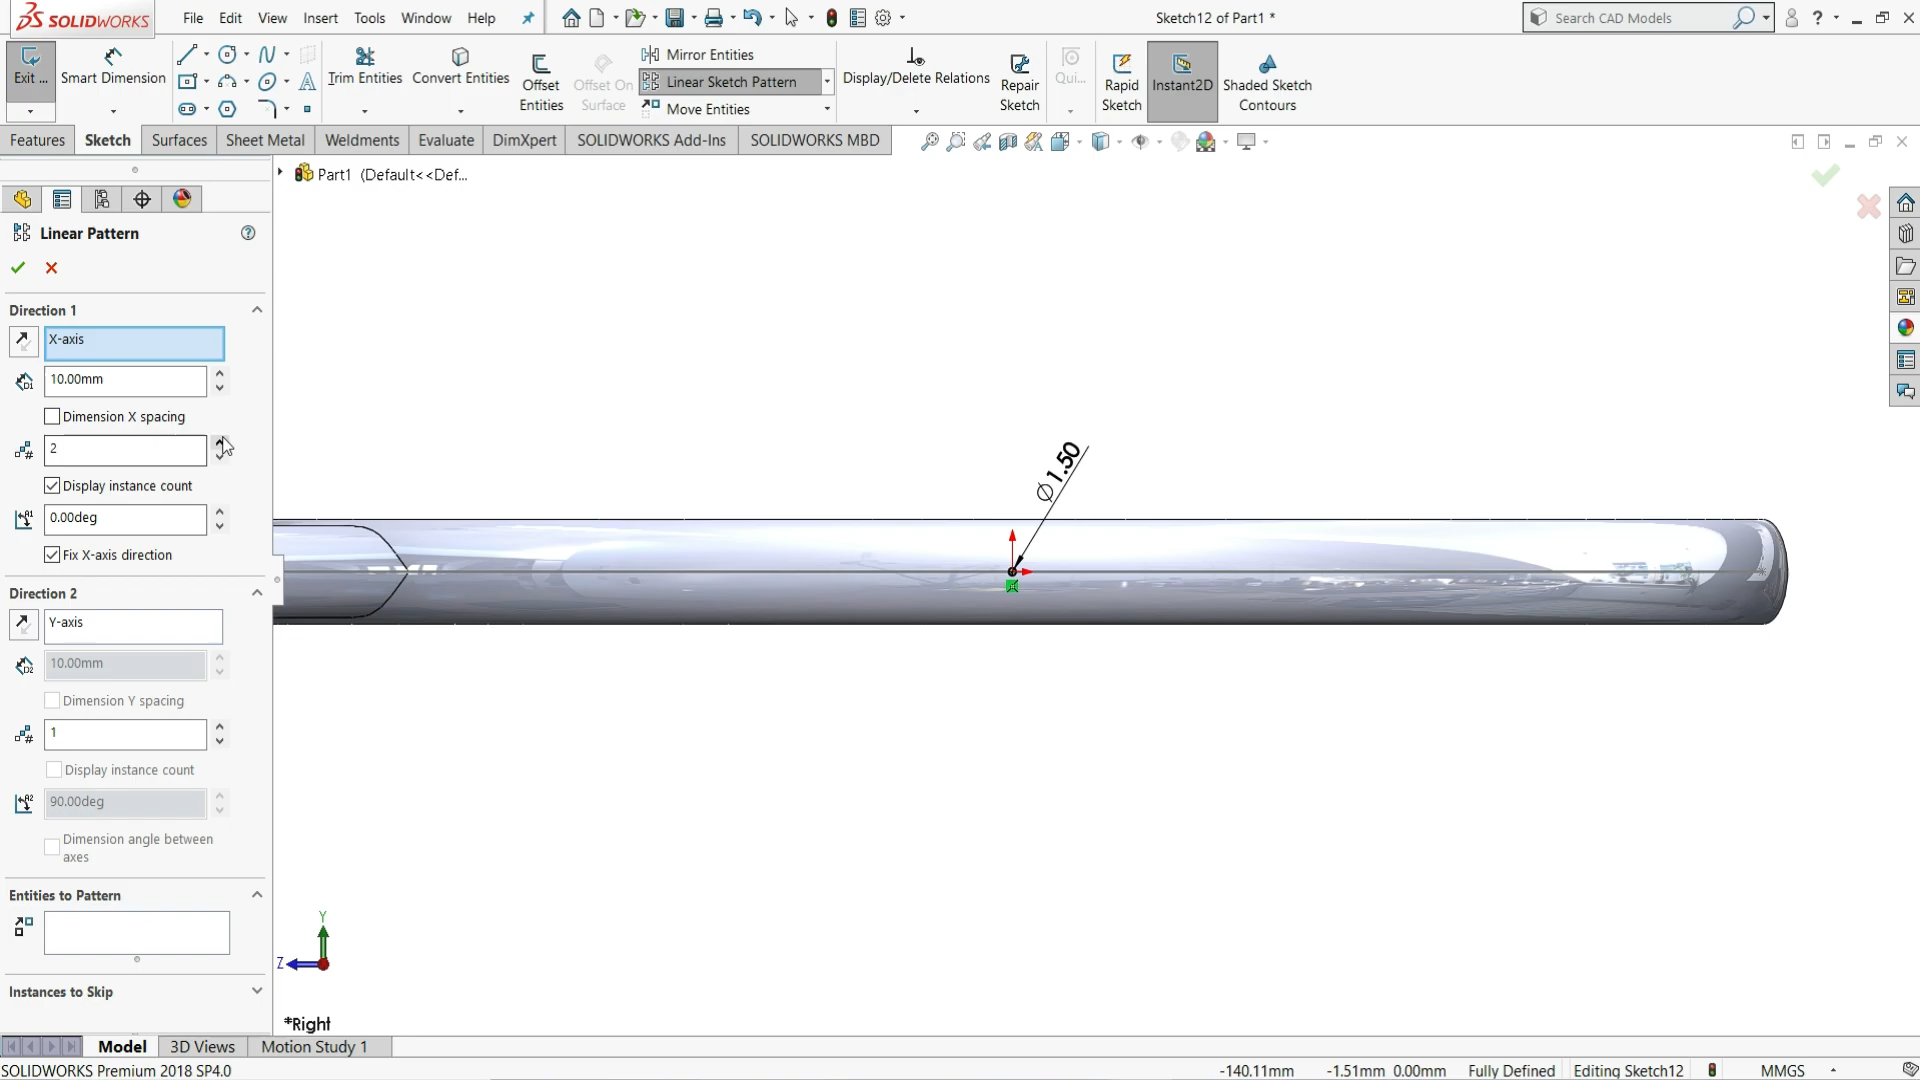 SOLIDWORKS File Edit View Insert Tools Window Help Sketch12 of Part1 * Search CAD Models ?
Exit ... Smart Dimension Trim Entities Convert Entities Offset Entities Offset On Surface Mirror Entities Display/Delete Relations Repair Sketch Qui... Rapid Sketch Instant2D Shaded Sketch Contours
Linear Sketch Pattern
Move Entities
Features Sketch Surfaces Sheet Metal Weldments Evaluate DimXpert SOLIDWORKS Add-Ins SOLIDWORKS MBD
Part1 (Default<<Def...
Linear Pattern ?
Direction 1
X-axis
D1 10.00mm
Dimension X spacing
# 2
Display instance count
A1 0.00deg
Fix X-axis direction
Direction 2
Y-axis
D2 10.00mm
Dimension Y spacing
# 1
Display instance count
A2 90.00deg
Dimension angle between axes
Entities to Pattern
Instances to Skip
∅1.50
Y
Z
*Right
Model 3D Views Motion Study 1
SOLIDWORKS Premium 2018 SP4.0 -140.11mm -1.51mm 0.00mm Fully Defined Editing Sketch12 MMGS